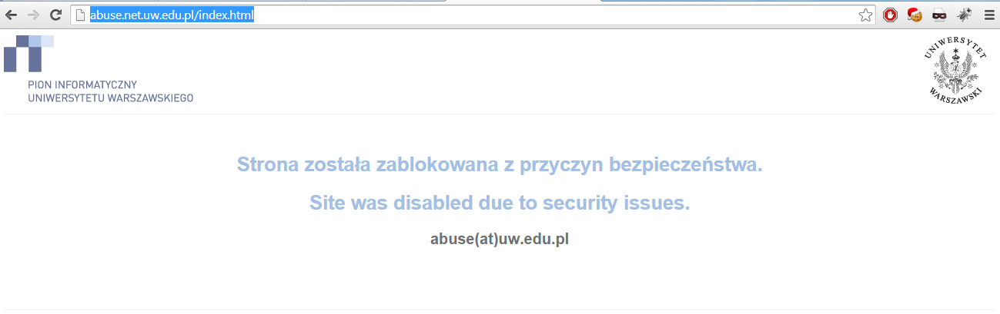 abuse.net.uw.edu.pl/index.html
PION INFORMATYCZNY
UNIWERSYTETU WARSZAWSKIEGO
UNIWERSYTET
WARSZAWSKI
Strona została zablokowana z przyczyn bezpieczeństwa.
Site was disabled due to security issues.
abuse(at)uw.edu.pl